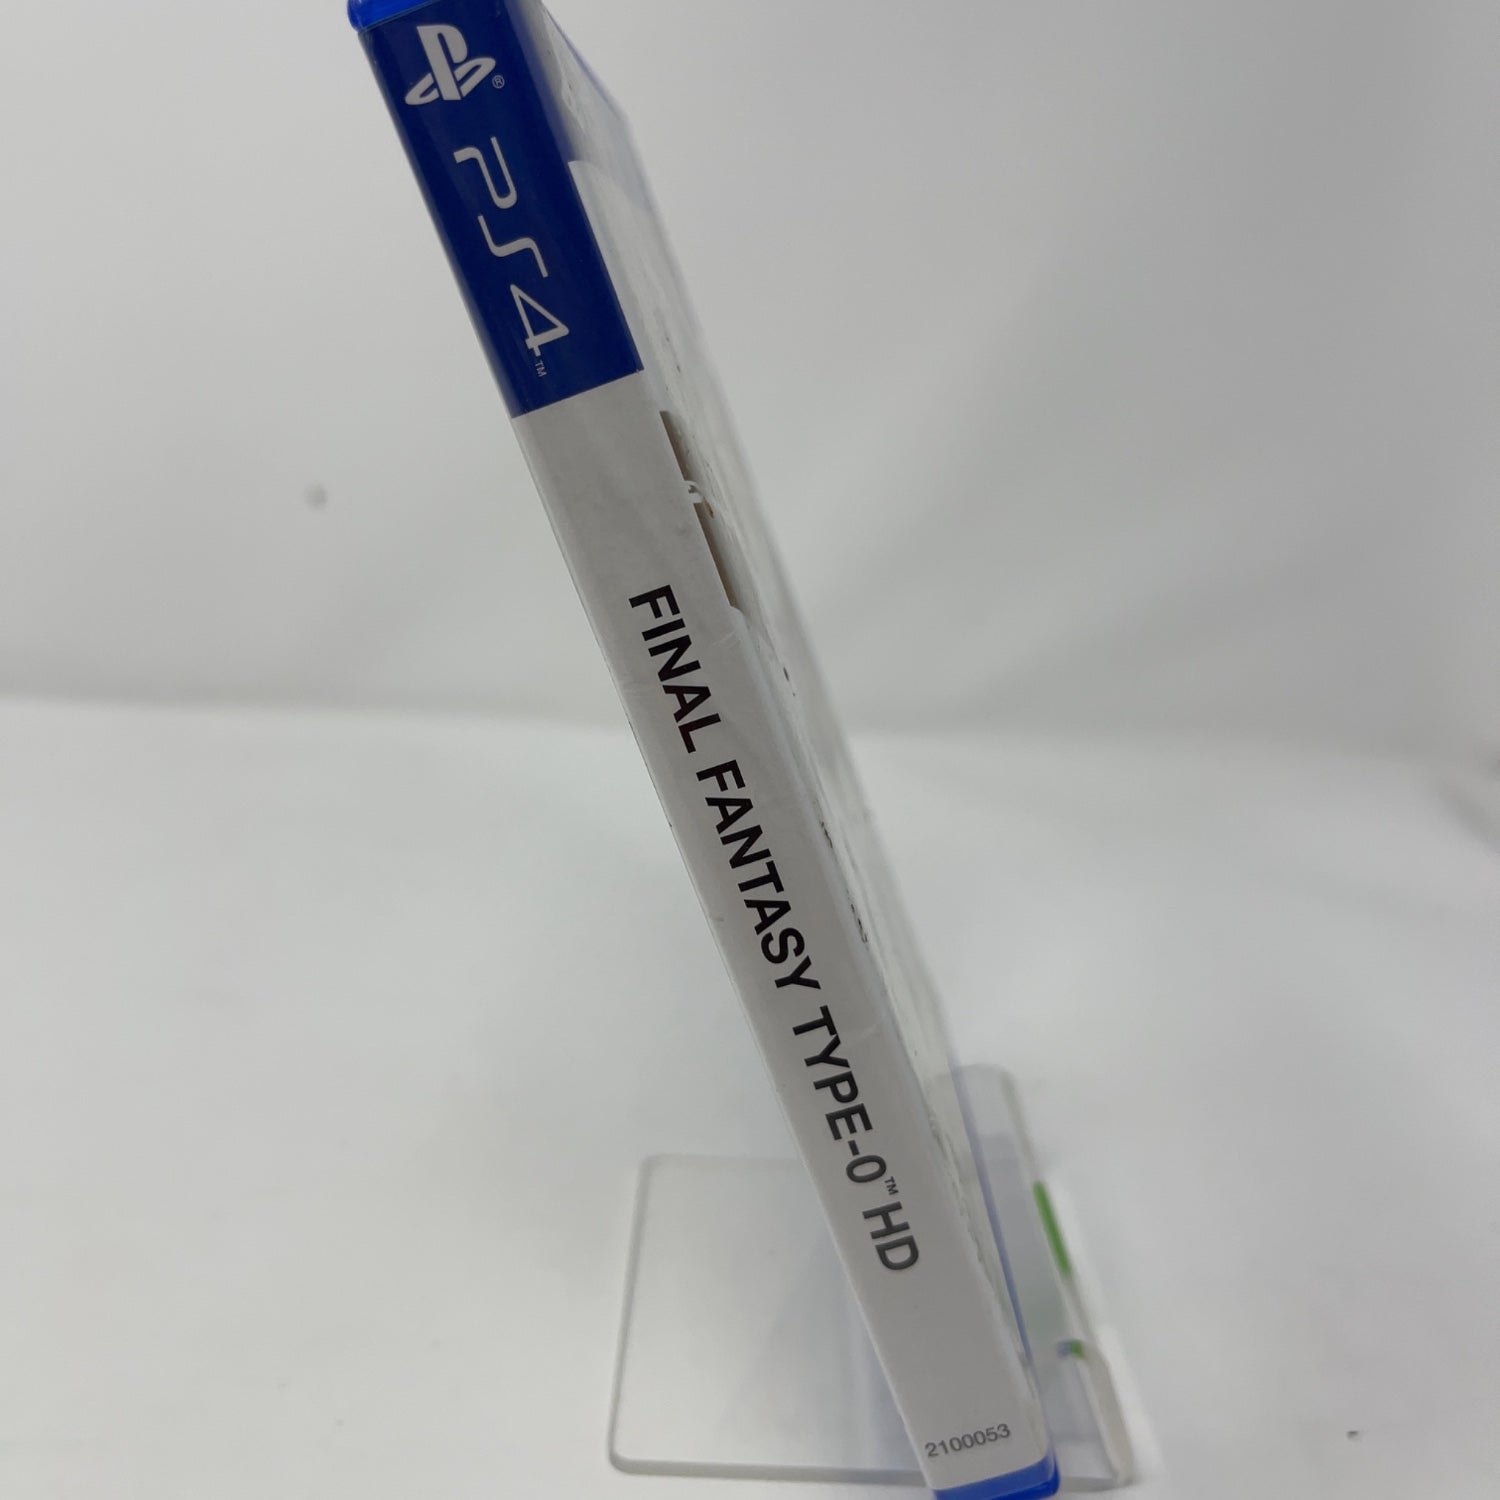 PS4™
FINAL FANTASY TYPE-0™ HD
2100053